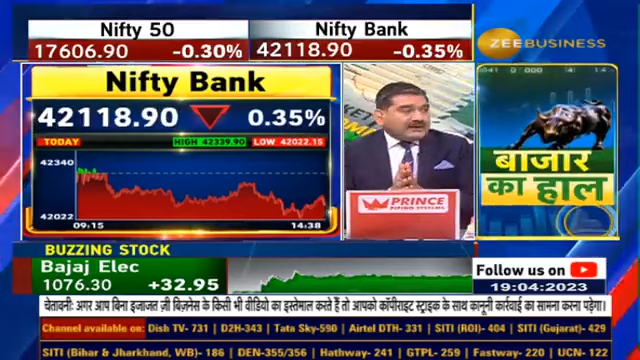 Nifty 50
17606.90 -0.30%
Nifty Bank
42118.90 -0.35%
ZEE BUSINESS
Nifty Bank
42118.90 0.35%
TODAY HIGH 42339.90 LOW 42022.15
42340
42022
09:15 14:38
PRINCE
PIPING SYSTEMS
बाजार
का हाल
BUZZING STOCK
Bajaj Elec
1076.30 +32.95
Follow us on
19:04:2023
चेतावनी: अगर आप बिना इजाजत ज़ी बिज़नेस के किसी भी वीडियो का इस्तेमाल करते हैं तो आपको कॉपीराइट स्ट्राइक के साथ कानूनी कार्रवाई का सामना करना पड़ेगा।
Channel available on: Dish TV- 731 | D2H-343 | Tata Sky-590 | Airtel DTH-331 | SITI (ROI) - 404 | SITI (Gujarat)- 429
SITI (Bihar & Jharkhand, WB)- 186 | DEN-355/356 | Hathway-241 | GTPL-259 | Fastway-220 | UCN-122